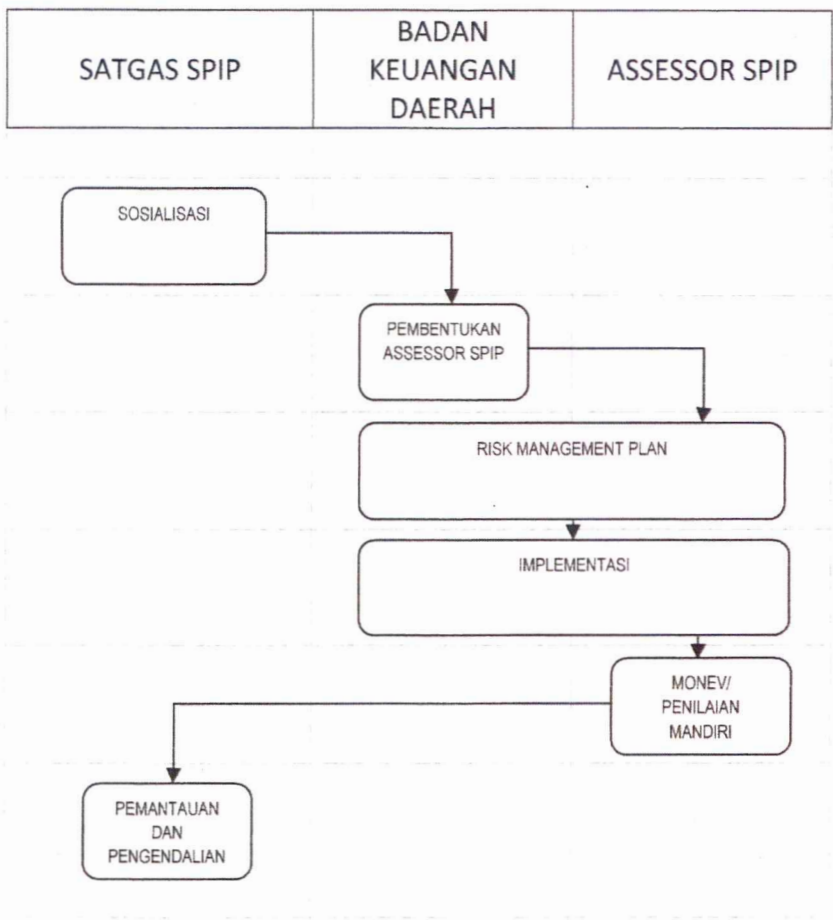 SATGAS SPIP
BADAN
KEUANGAN
DAERAH
ASSESSOR SPIP
SOSIALISASI
PEMBENTUKAN
ASSESSOR SPIP
RISK MANAGEMENT PLAN
IMPLEMENTASI
MONEV/
PENILAIAN
MANDIRI
PEMANTAUAN
DAN
PENGENDALIAN